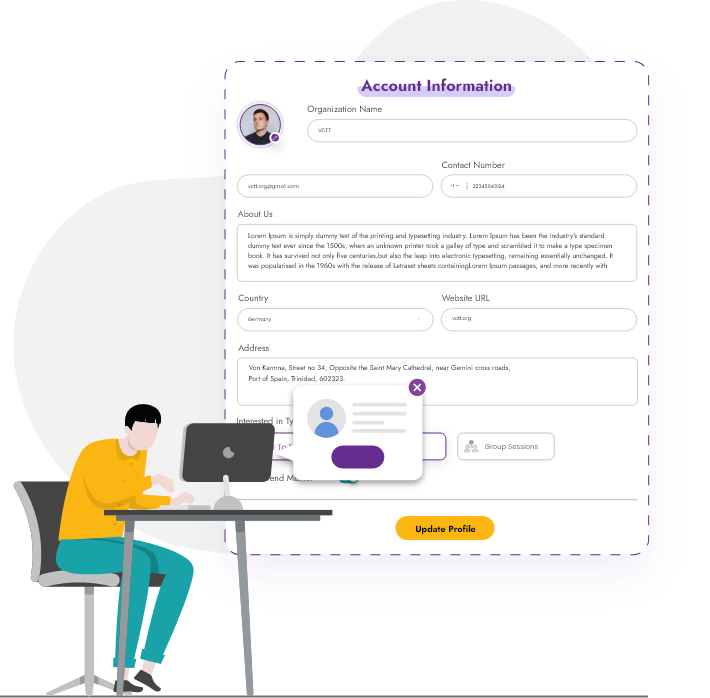 Account Information
Organization Name
VCTT
Contact Number
vctt.org@gmail.com
22345643124
About Us
Lorem Ipsum is simply dummy text of the printing and typesetting industry. Lorem Ipsum has been the industry's standard
dummy text ever since the 1500s, when an unknown printer took a galley of type and scrambled it to make a type specimen
book. It has survived not only five centuries,but also the leap into electronic typesetting, remaining essentially unchanged. It
was popularised in the 1960s with the release of Letraset sheets containingLorem Ipsum passages, and more recently with
Country
Website URL
Germany
vctt.org
Address
Von Karnna, Street no 34, Opposite the Saint Mary Cathedral, near Gemini cross roads,
Port of Spain, Trinidad, -602323.
Interested in
To
Group Sessions
Update Profile